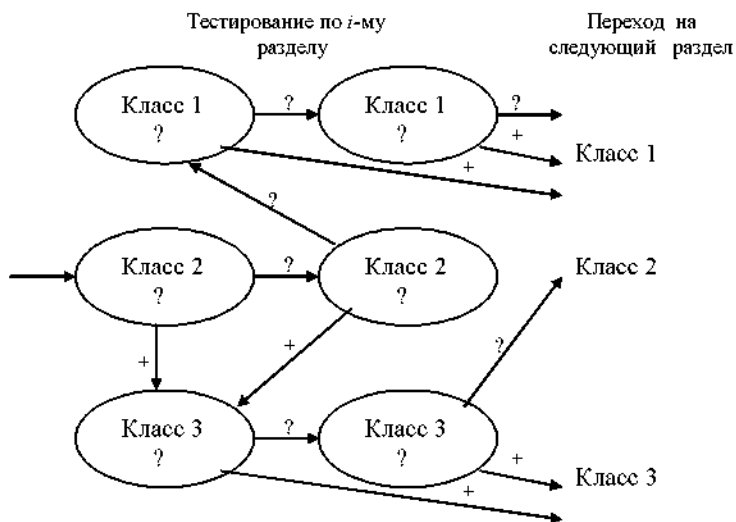 Тестирование по i-му
разделу
Переход на
следующий раздел
Класс 1
?
?
Класс 1
?
?
+
Класс 1
+
?
Класс 2
?
?
Класс 2
?
Класс 2
+
+
?
Класс 3
?
?
Класс 3
?
+
Класс 3
+